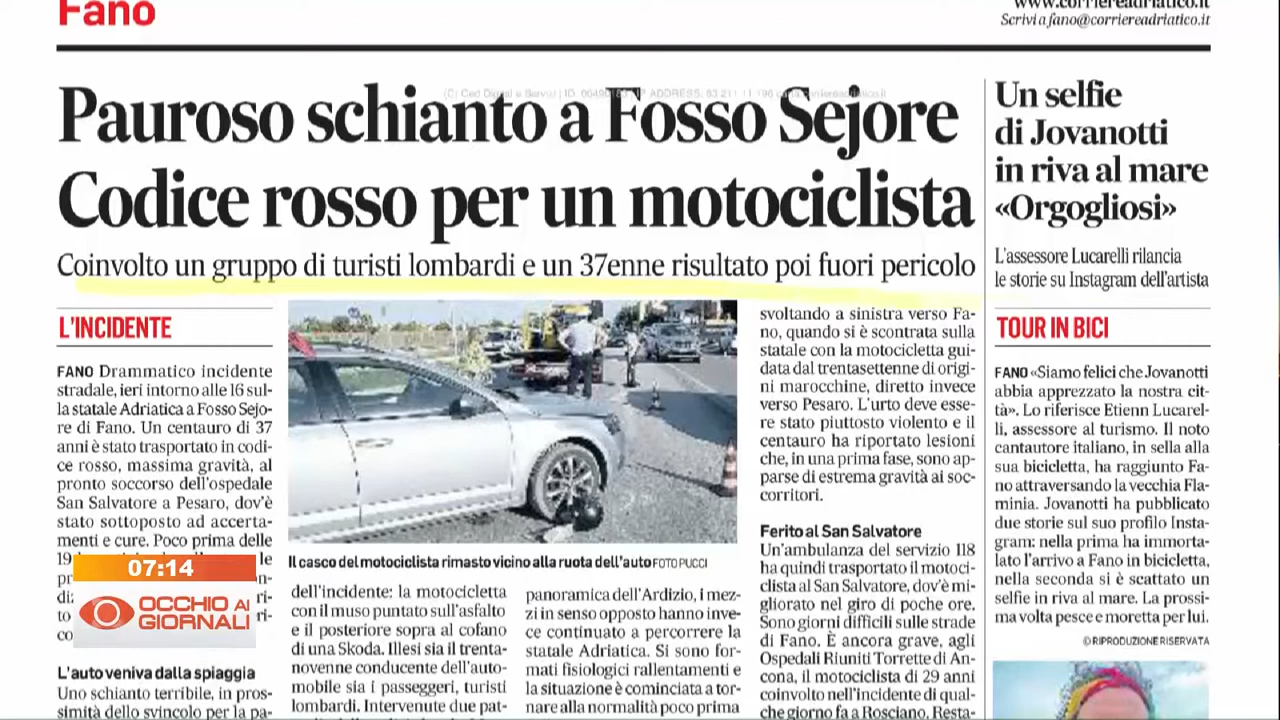 Fano
www.corriereadriatico.it
Scrivi a fano@corriereadriatico.it
Pauroso schianto a Fosso Sejore
Codice rosso per un motociclista
Coinvolto un gruppo di turisti lombardi e un 37enne risultato poi fuori pericolo
L'INCIDENTE
FANO Drammatico incidente
stradale, ieri intorno alle 16 sul-
la statale Adriatica a Fosso Sejo-
re di Fano. Un centauro di 37
anni è stato trasportato in codi-
ce rosso, massima gravità, al
pronto soccorso dell'ospedale
San Salvatore a Pesaro, dov'è
stato sottoposto ad accerta-
menti e cure. Poco prima delle
19
le
07:14
OCCHIO AI
GIORNALI
L'auto veniva dalla spiaggia
Uno schianto terribile, in pros-
simità dello svincolo per la pa-
Il casco del motociclista rimasto vicino alla ruota dell'auto FOTO PUCCI
dell'incidente: la motocicletta
con il muso puntato sull'asfalto
e il posteriore sopra al cofano
di una Skoda. Illesi sia il trenta-
novenne conducente dell'auto-
mobile sia i passeggeri, turisti
lombardi. Intervenute due pat-
panoramica dell'Ardizio, i mez-
zi in senso opposto hanno inve-
ce continuato a percorrere la
statale Adriatica. Si sono for-
mati fisiologici rallentamenti e
la situazione è cominciata a tor-
nare alla normalità poco prima
svoltando a sinistra verso Fa-
no, quando si è scontrata sulla
statale con la motocicletta gui-
data dal trentasettenne di origi-
ni marocchine, diretto invece
verso Pesaro. L'urto deve esse-
re stato piuttosto violento e il
centauro ha riportato lesioni
che, in una prima fase, sono ap-
parse di estrema gravità ai soc-
corritori.
Ferito al San Salvatore
Un'ambulanza del servizio 118
ha quindi trasportato il motoci-
clista al San Salvatore, dov'è mi-
gliorato nel giro di poche ore.
Sono giorni difficili sulle strade
di Fano. È ancora grave, agli
Ospedali Riuniti Torrette di An-
cona, il motociclista di 29 anni
coinvolto nell'incidente di qual-
che giorno fa a Rosciano. Resta-
Un selfie
di Jovanotti
in riva al mare
«Orgogliosi»
L'assessore Lucarelli rilancia
le storie su Instagram dell'artista
TOUR IN BICI
FANO «Siamo felici che Jovanotti
abbia apprezzato la nostra cit-
tà». Lo riferisce Etienn Lucarel-
li, assessore al turismo. Il noto
cantautore italiano, in sella alla
sua bicicletta, ha raggiunto Fa-
no attraversando la vecchia Fla-
minia. Jovanotti ha pubblicato
due storie sul suo profilo Insta-
gram: nella prima ha immorta-
lato l'arrivo a Fano in bicicletta,
nella seconda si è scattato un
selfie in riva al mare. La prossi-
ma volta pesce e moretta per lui.
© RIPRODUZIONE RISERVATA